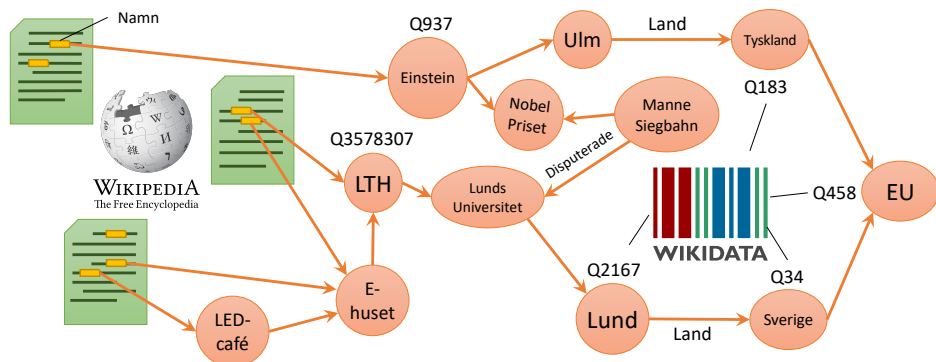 Namn
Q937
Einstein
Ulm
Land
Tyskland
Q183
Nobel
Priset
Manne
Siegbahn
Disputerade
Q3578307
LTH
Lunds
Universitet
Ω
W
維
И
WIKIPEDIA
The Free Encyclopedia
Q458
EU
WIKIDATA
Q2167
Q34
E-
huset
LED-
café
Lund
Land
Sverige